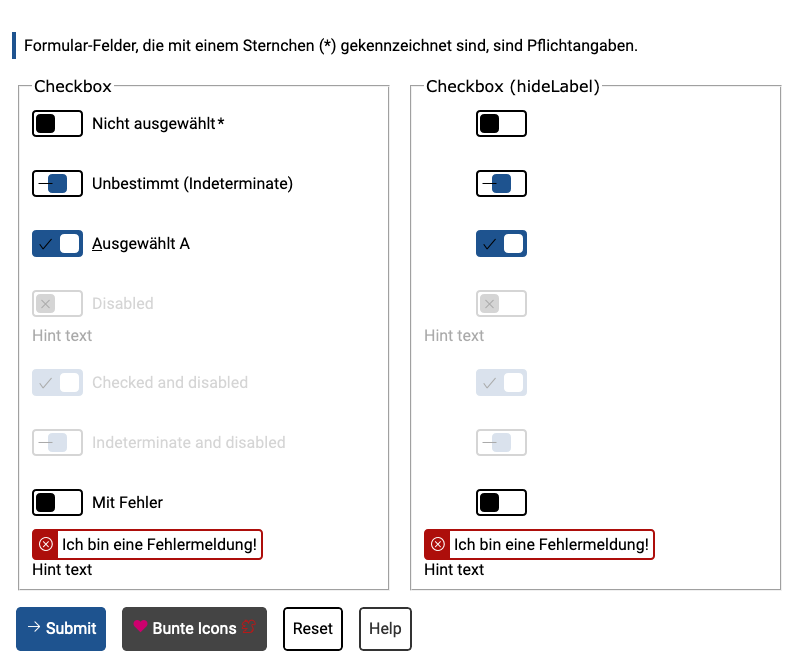 Formular-Felder, die mit einem Sternchen (*) gekennzeichnet sind, sind Pflichtangaben.
Checkbox
Nicht ausgewählt*
Unbestimmt (Indeterminate)
Ausgewählt A
Disabled
Hint text
Checked and disabled
Indeterminate and disabled
Mit Fehler
Ich bin eine Fehlermeldung!
Hint text
Checkbox (hideLabel)
Hint text
Ich bin eine Fehlermeldung!
Hint text
Submit
Bunte Icons
Reset
Help